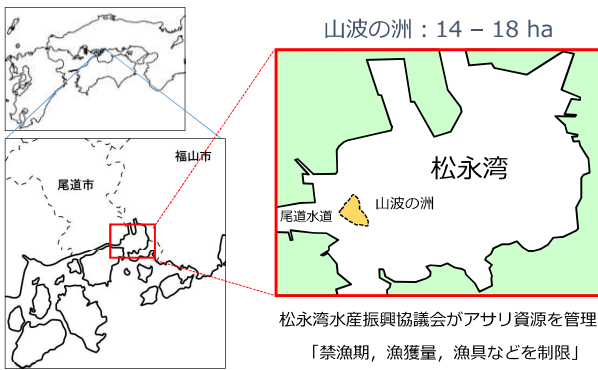 山波の洲：14 – 18 ha
福山市
尾道市
松永湾
山波の洲
尾道水道
松永湾水産振興協議会がアサリ資源を管理
「禁漁期，漁獲量，漁具などを制限」